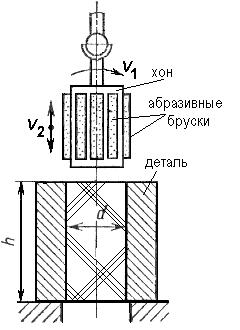 V1
хон
V2
абразивные
бруски
деталь
d
h